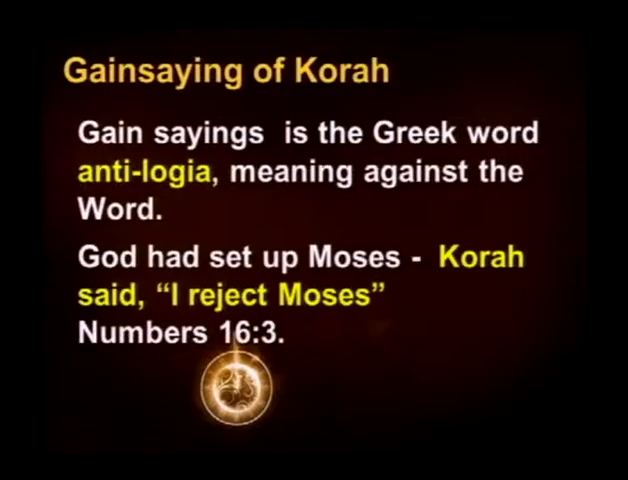 Gainsaying of Korah
Gain sayings is the Greek word
anti-logia, meaning against the
Word.
God had set up Moses - Korah
said, “I reject Moses”
Numbers 16:3.